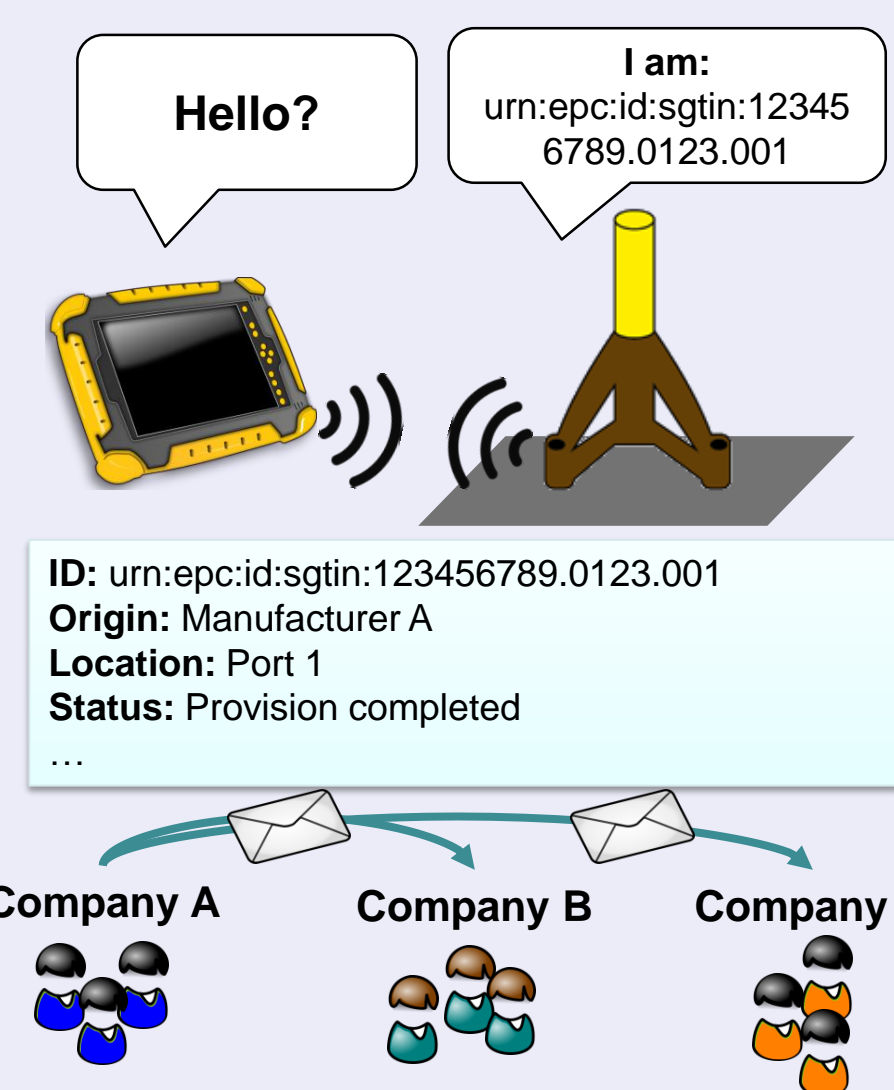 Hello?
I am:
urn:epc:id:sgtin:12345
6789.0123.001
ID: urn:epc:id:sgtin:123456789.0123.001
Origin: Manufacturer A
Location: Port 1
Status: Provision completed
…
Company A
Company B
Company